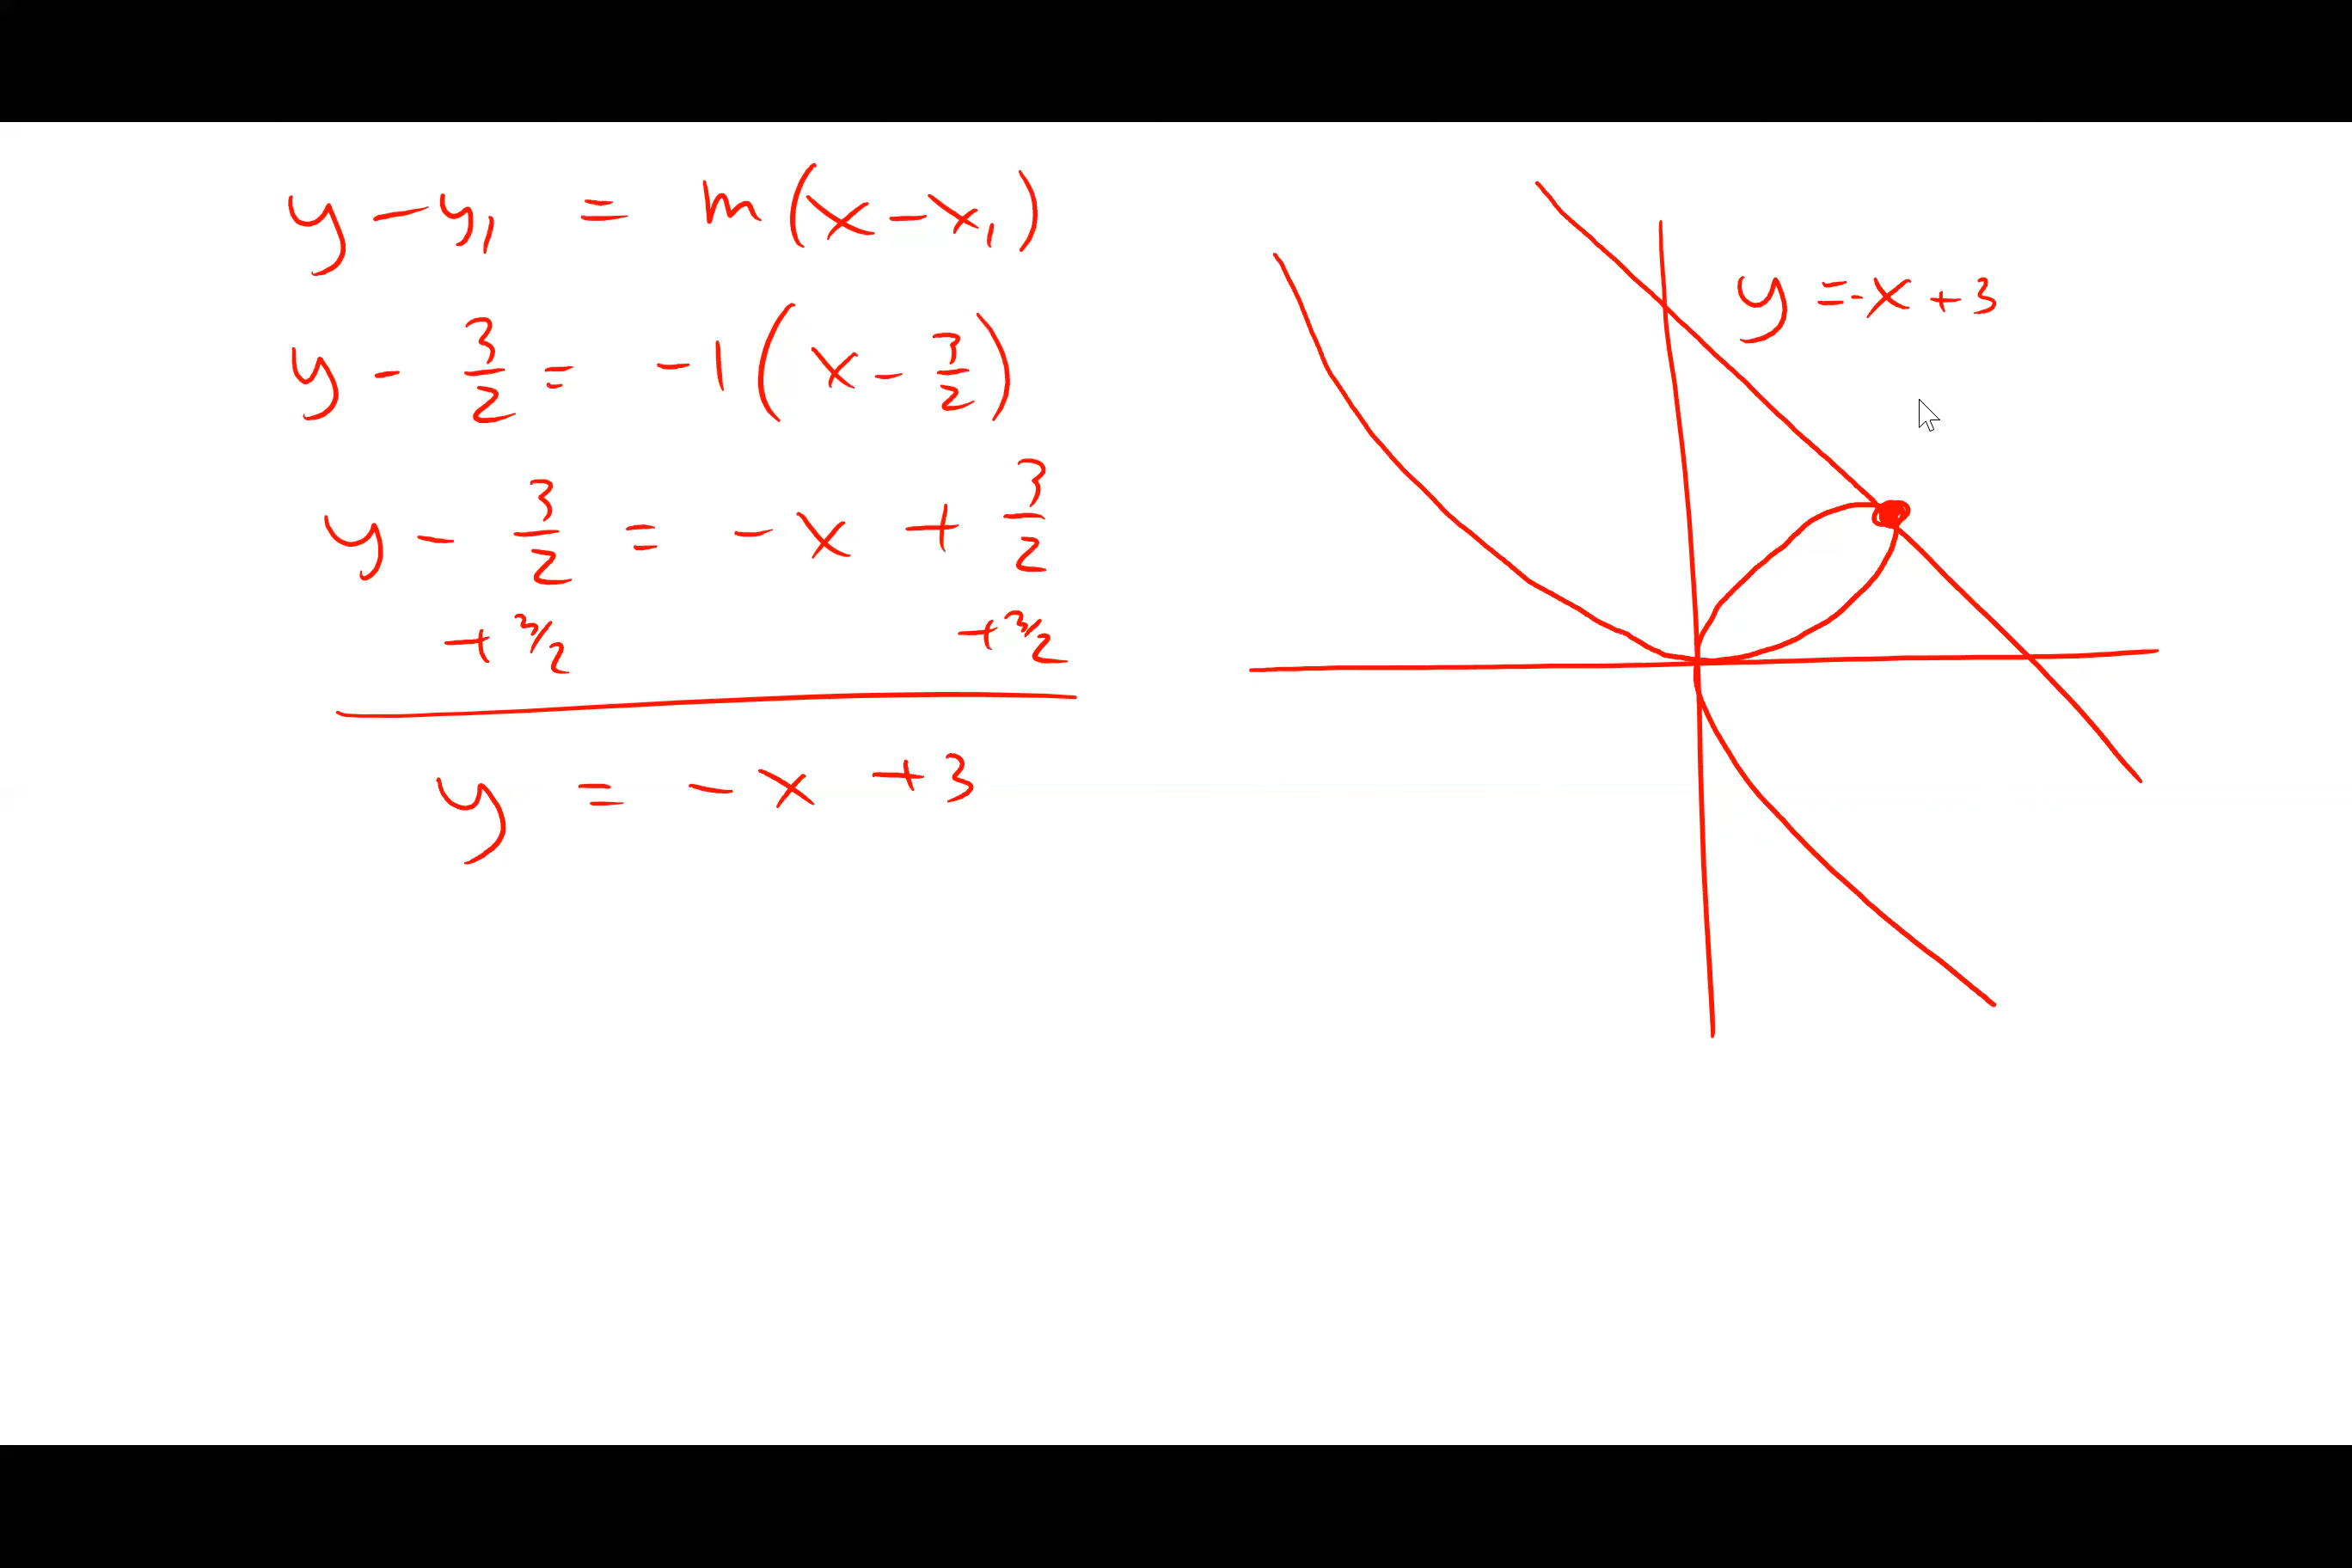 y - y₁ = m(x - x₁)
y - 3/2 = -1(x - 3/2)
y - 3/2 = -x + 3/2
+ 3/2 + 3/2
y = -x + 3
y = -x + 3